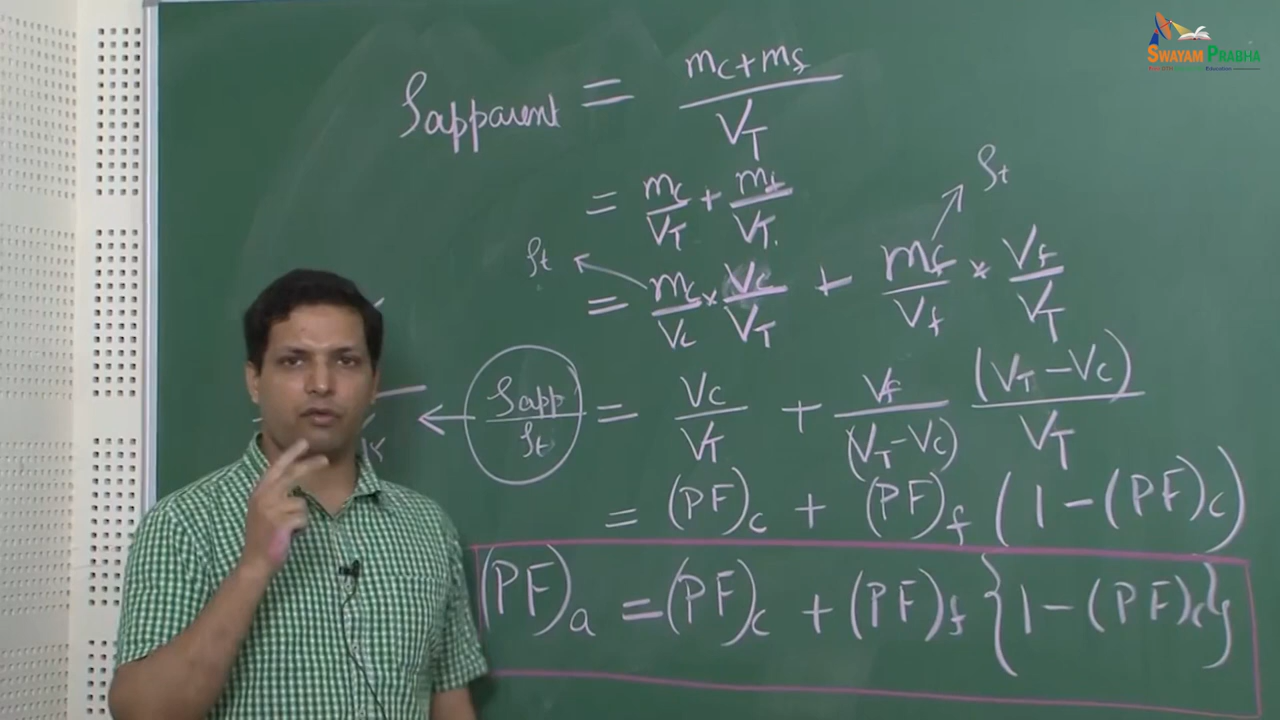 SWAYAM PRABHA
ρapparent = mc + mf / VT
= mc/VT + mf/VT
ρt ← mc/Vc × Vc/VT + mf/Vf * Vf/VT → ρt
← ρapp/ρt = Vc/VT + Vf/(VT - Vc) (VT - Vc)/VT
= (PF)c + (PF)f (1 - (PF)c)
(PF)a = (PF)c + (PF)f {1 - (PF)c}